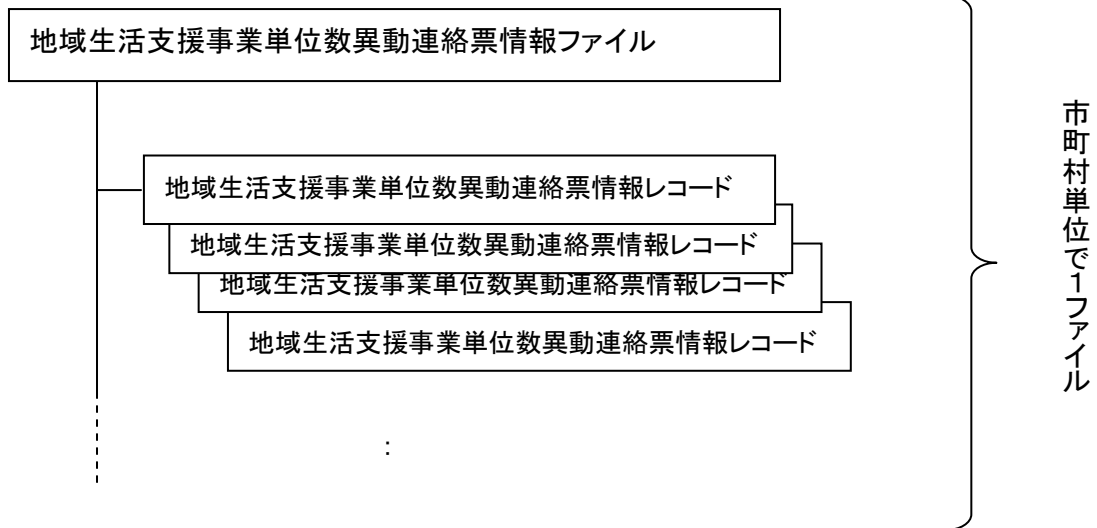 地域生活支援事業単位数異動連絡票情報ファイル
地域生活支援事業単位数異動連絡票情報レコード
地域生活支援事業単位数異動連絡票情報レコード
地域生活支援事業単位数異動連絡票情報レコード
地域生活支援事業単位数異動連絡票情報レコード
:
市町村単位で1ファイル